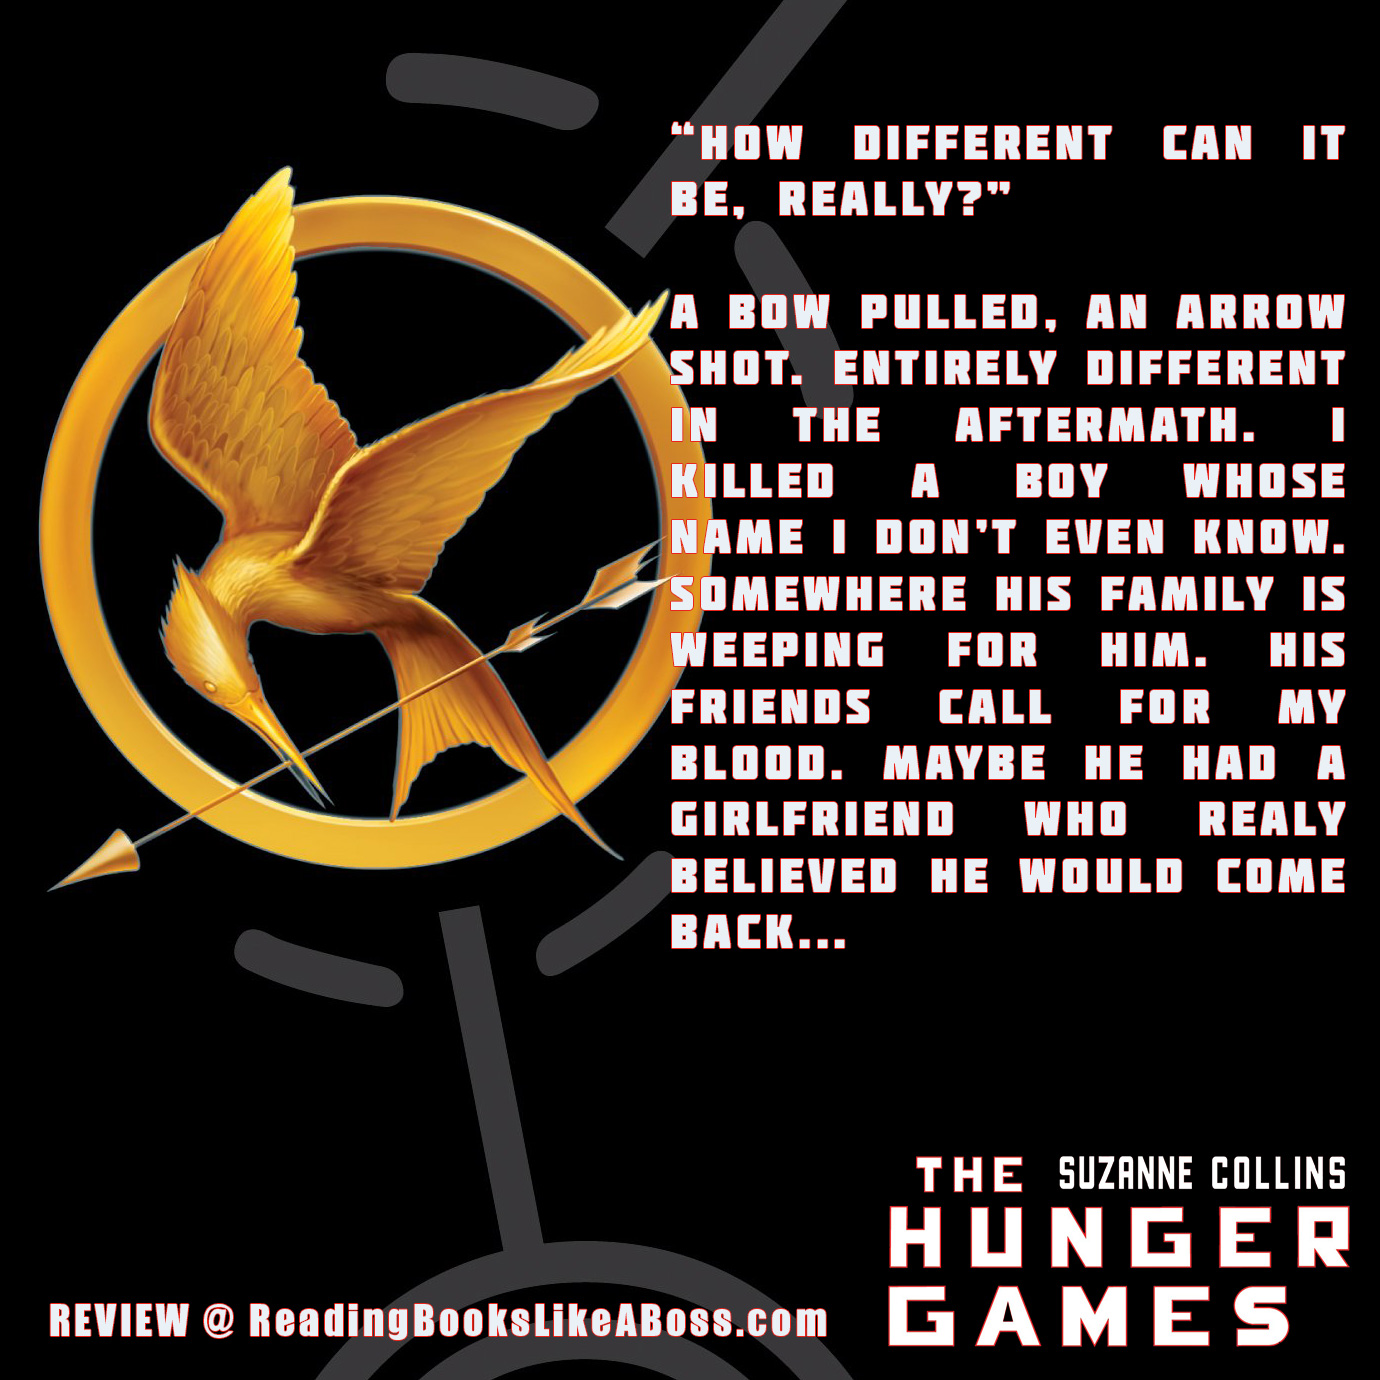 “HOW DIFFERENT CAN IT
BE, REALLY?”
A BOW PULLED, AN ARROW
SHOT. ENTIRELY DIFFERENT
IN THE AFTERMATH. I
KILLED A BOY WHOSE
NAME I DON’T EVEN KNOW.
SOMEWHERE HIS FAMILY IS
WEEPING FOR HIM. HIS
FRIENDS CALL FOR MY
BLOOD. MAYBE HE HAD A
GIRLFRIEND WHO REALY
BELIEVED HE WOULD COME
BACK...
THE SUZANNE COLLINS
HUNGER
GAMES
REVIEW @ ReadingBooksLikeABoss.com